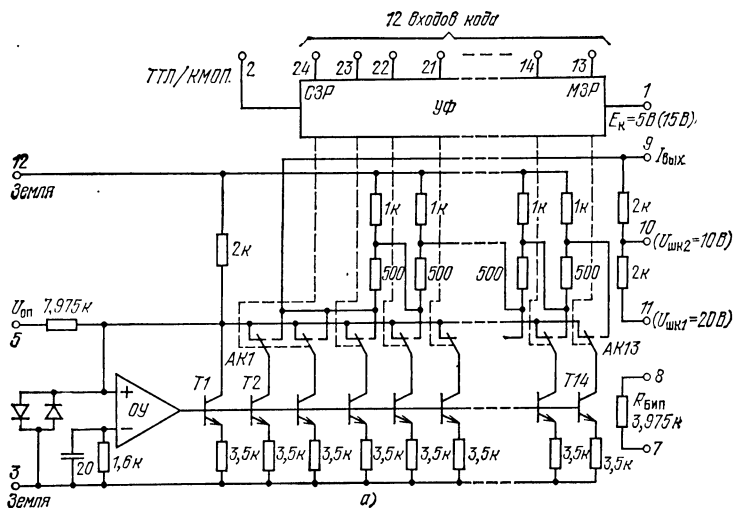 12 входов кода
ТТЛ/КМОП.
2
24
23
22
21
14
13
СЗР
МЗР
УФ
1
Eк=5В(15В)
9
Iвых
12
Земля
2к
1к
1к
1к
1к
2к
10
(Uшк2=10В)
500
500
500
500
2к
11
(Uшк1=20В)
Uоп
7,975к
5
АК1
АК13
Т1
Т2
Т14
+
ОУ
−
8
Rбип
3,975к
7
20
1,6к
3,5к
3,5к
3,5к
3,5к
3,5к
3,5к
3,5к
3,5к
3
Земля
а)